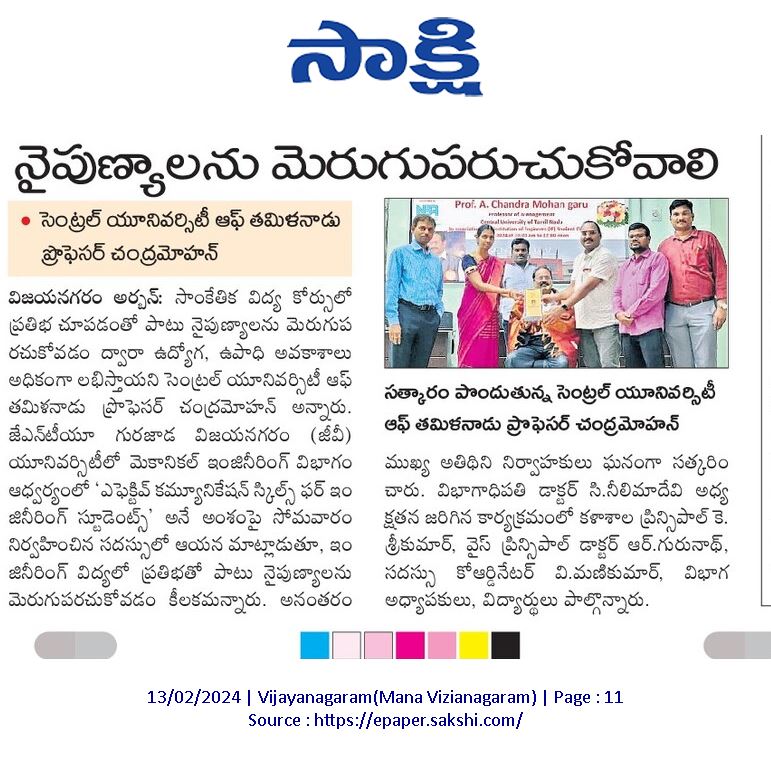 సాక్షి
నైపుణ్యాలను మెరుగుపరుచుకోవాలి
• సెంట్రల్ యూనివర్సిటీ ఆఫ్ తమిళనాడు
ప్రొఫెసర్ చంద్రమోహన్
విజయనగరం అర్బన్: సాంకేతిక విద్య కోర్సులో
ప్రతిభ చూపడంతో పాటు నైపుణ్యాలను మెరుగుప
రచుకోవడం ద్వారా ఉద్యోగ, ఉపాధి అవకాశాలు
అధికంగా లభిస్తాయని సెంట్రల్ యూనివర్సిటీ ఆఫ్
తమిళనాడు ప్రొఫెసర్ చంద్రమోహన్ అన్నారు.
జేఎన్‌టీయూ గురజాడ విజయనగరం (జీవీ)
యూనివర్సిటీలో మెకానికల్ ఇంజినీరింగ్ విభాగం
ఆధ్వర్యంలో ‘ఎఫెక్టివ్ కమ్యూనికేషన్ స్కిల్స్ ఫర్ ఇం
జినీరింగ్ స్టూడెంట్స్’ అనే అంశంపై సోమవారం
నిర్వహించిన సదస్సులో ఆయన మాట్లాడుతూ, ఇం
జినీరింగ్ విద్యలో ప్రతిభతో పాటు నైపుణ్యాలను
మెరుగుపరచుకోవడం కీలకమన్నారు. అనంతరం
Prof. A. Chandra Mohan garu
Professor of Management
Central University of Tamil Nadu
సత్కారం పొందుతున్న సెంట్రల్ యూనివర్సిటీ
ఆఫ్ తమిళనాడు ప్రొఫెసర్ చంద్రమోహన్
ముఖ్య అతిథిని నిర్వాహకులు ఘనంగా సత్కరిం
చారు. విభాగాధిపతి డాక్టర్ సి.నీలిమాదేవి అధ్య
క్షతన జరిగిన కార్యక్రమంలో కళాశాల ప్రిన్సిపాల్ కె.
శ్రీకుమార్, వైస్ ప్రిన్సిపాల్ డాక్టర్ ఆర్.గురునాథ్,
సదస్సు కోఆర్డినేటర్ వి.మణికుమార్, విభాగ
అధ్యాపకులు, విద్యార్థులు పాల్గొన్నారు.
13/02/2024 | Vijayanagaram(Mana Vizianagaram) | Page : 11
Source : https://epaper.sakshi.com/